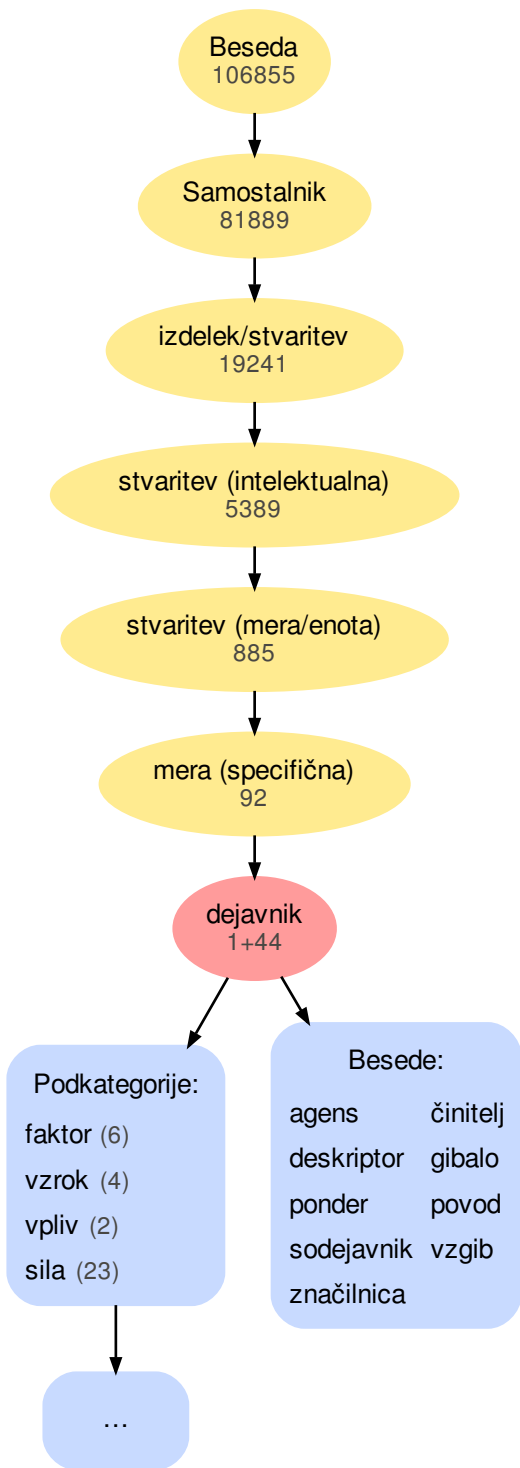 Beseda
106855
Samostalnik
81889
izdelek/stvaritev
19241
stvaritev (intelektualna)
5389
stvaritev (mera/enota)
885
mera (specifična)
92
dejavnik
1+44
Podkategorije:
faktor (6)
vzrok (4)
vpliv (2)
sila (23)
Besede:
agens činitelj
deskriptor gibalo
ponder povod
sodejavnik vzgib
značilnica
...